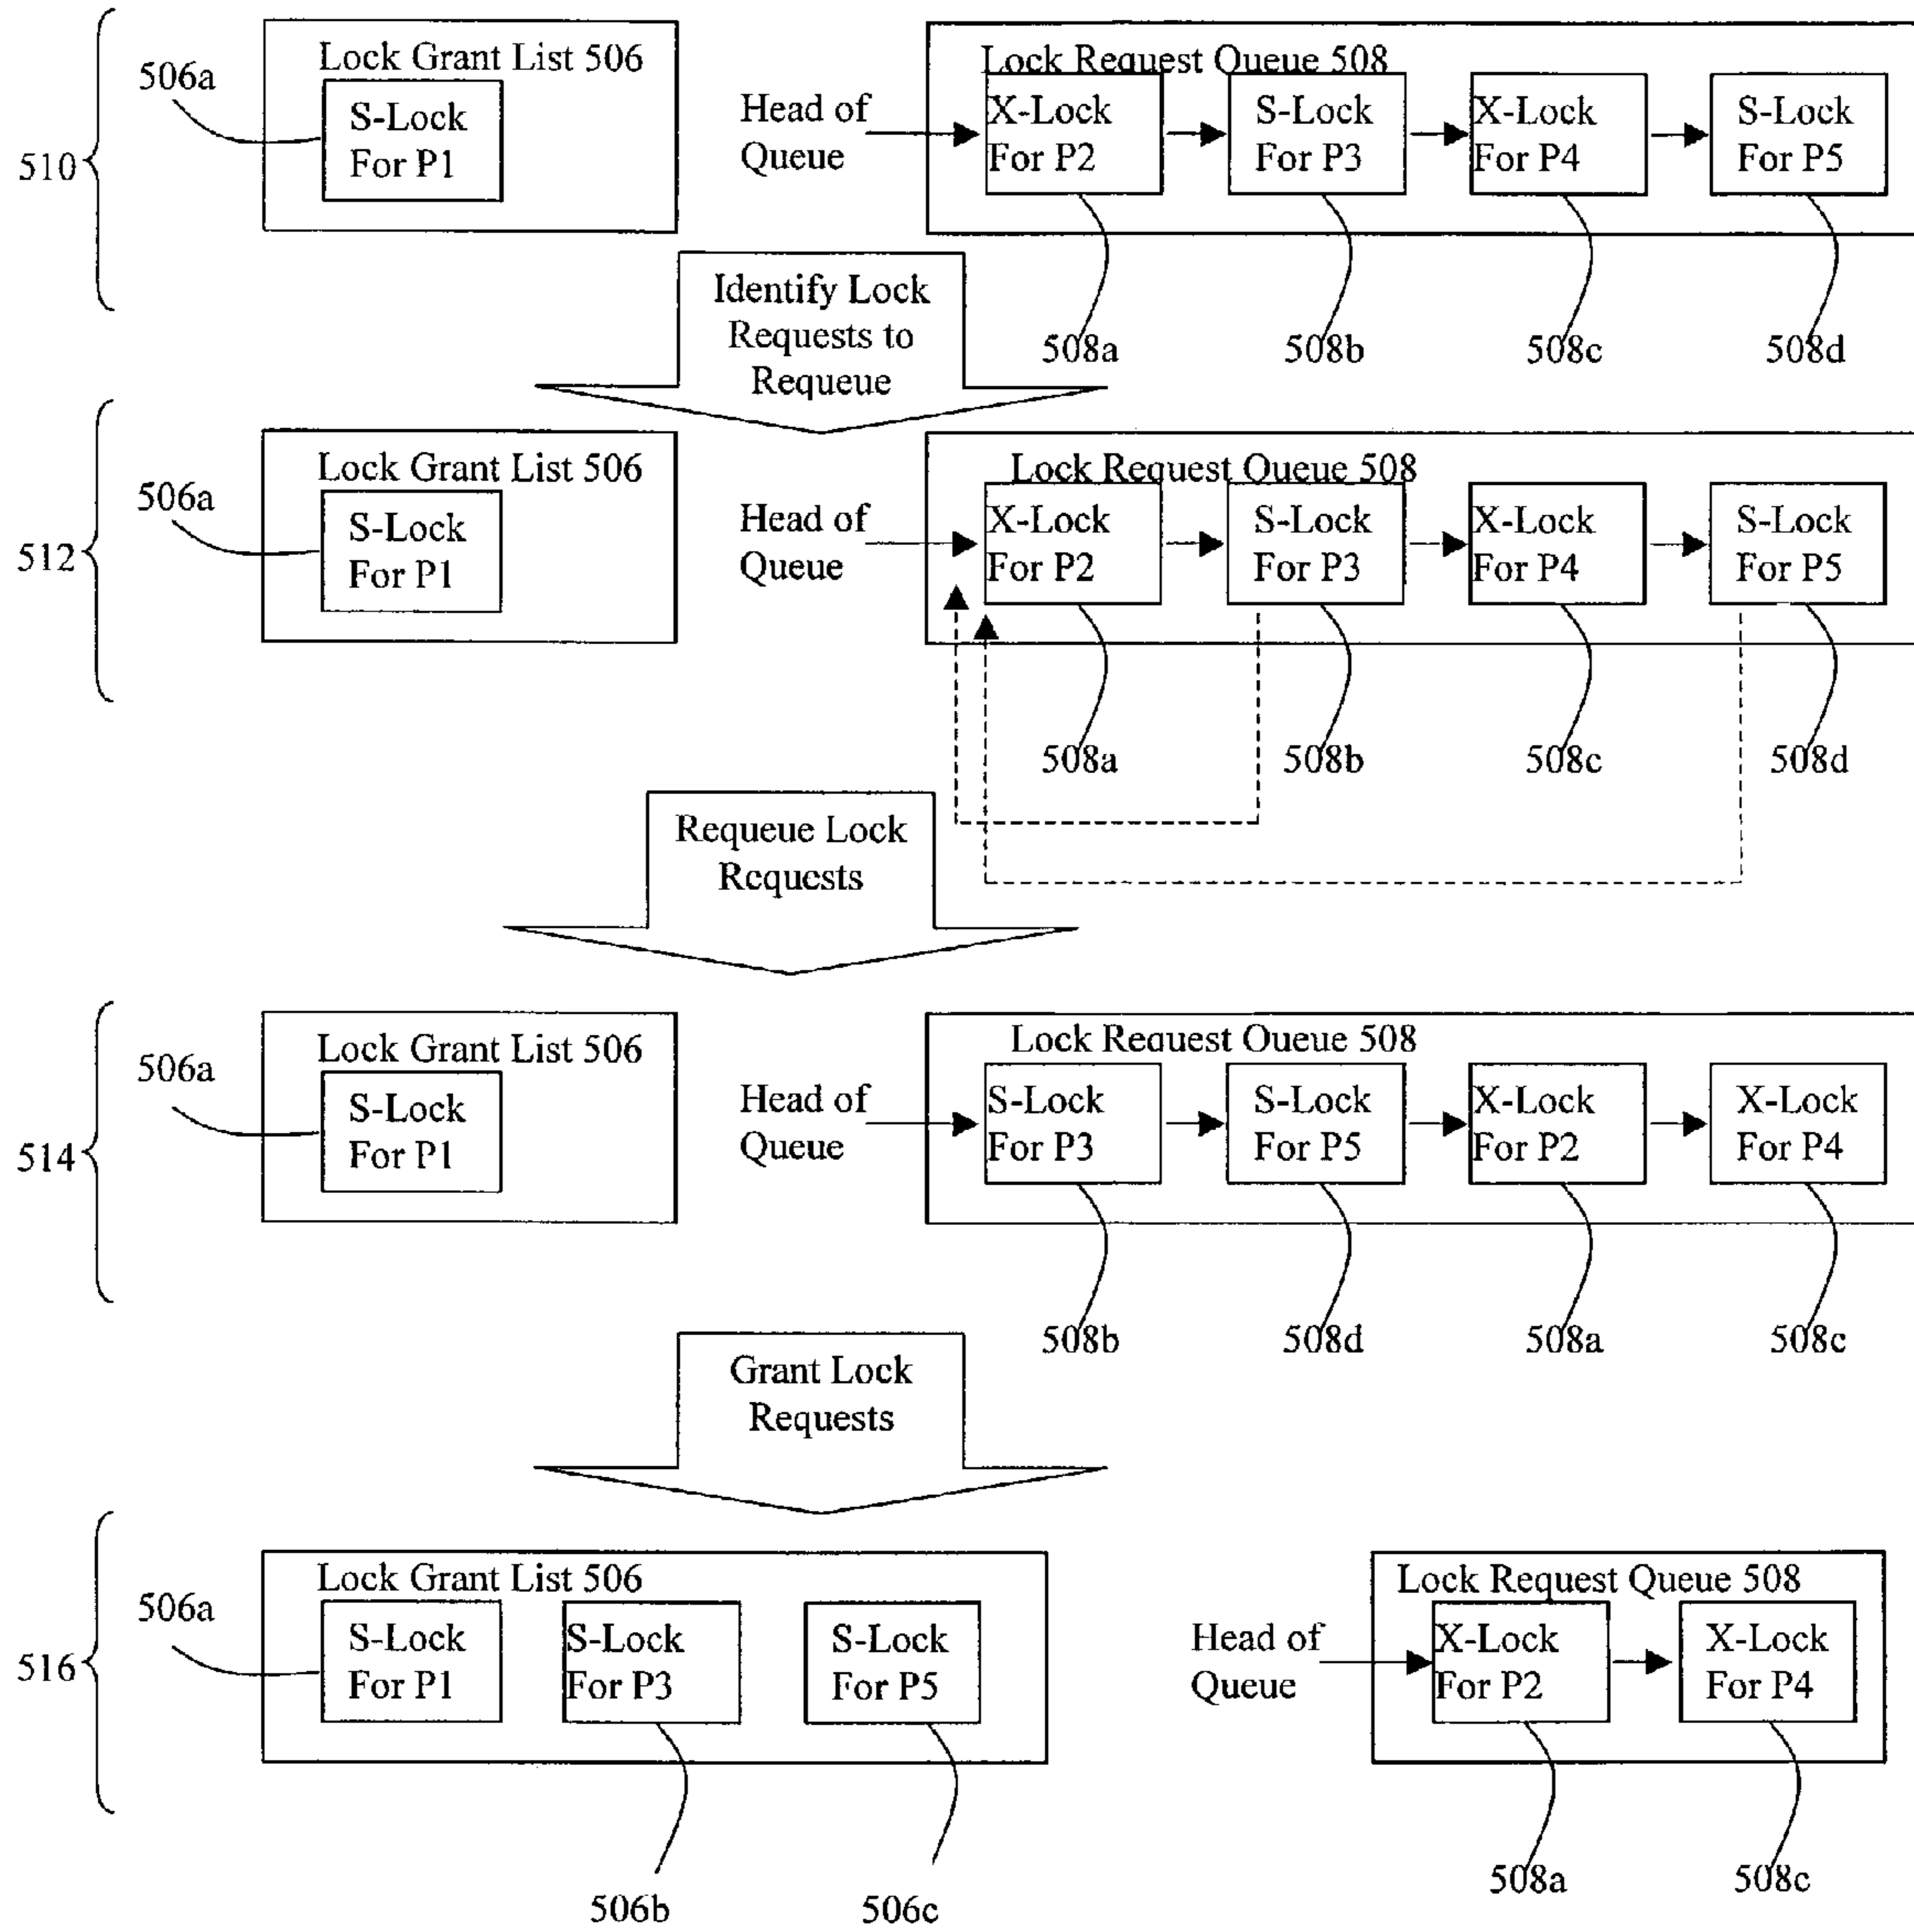 510
506a
Lock Grant List 506
S-Lock
For P1
Head of
Queue
Lock Request Queue 508
X-Lock
For P2
S-Lock
For P3
X-Lock
For P4
S-Lock
For P5
508a
508b
508c
508d
Identify Lock
Requests to
Requeue
512
506a
Lock Grant List 506
S-Lock
For P1
Head of
Queue
Lock Request Queue 508
X-Lock
For P2
S-Lock
For P3
X-Lock
For P4
S-Lock
For P5
508a
508b
508c
508d
Requeue Lock
Requests
514
506a
Lock Grant List 506
S-Lock
For P1
Head of
Queue
Lock Request Queue 508
S-Lock
For P3
S-Lock
For P5
X-Lock
For P2
X-Lock
For P4
508b
508d
508a
508c
Grant Lock
Requests
516
506a
Lock Grant List 506
S-Lock
For P1
S-Lock
For P3
S-Lock
For P5
506b
506c
Head of
Queue
Lock Request Queue 508
X-Lock
For P2
X-Lock
For P4
508a
508c